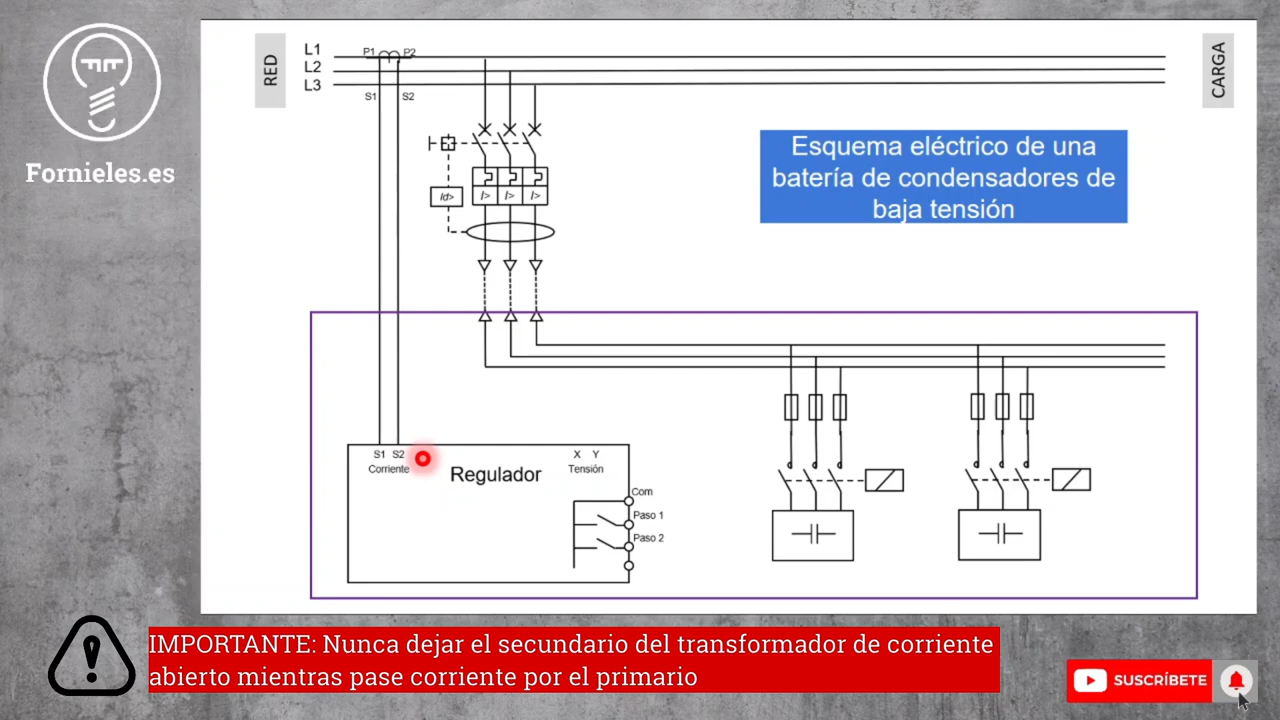 Fornieles.es
RED
L1
L2
L3
P1 P2
S1 S2
CARGA
Id>
I> I> I>
Esquema eléctrico de una
batería de condensadores de
baja tensión
S1 S2
Corriente
Regulador
X Y
Tensión
Com
Paso 1
Paso 2
IMPORTANTE: Nunca dejar el secundario del transformador de corriente
abierto mientras pase corriente por el primario
SUSCRÍBETE